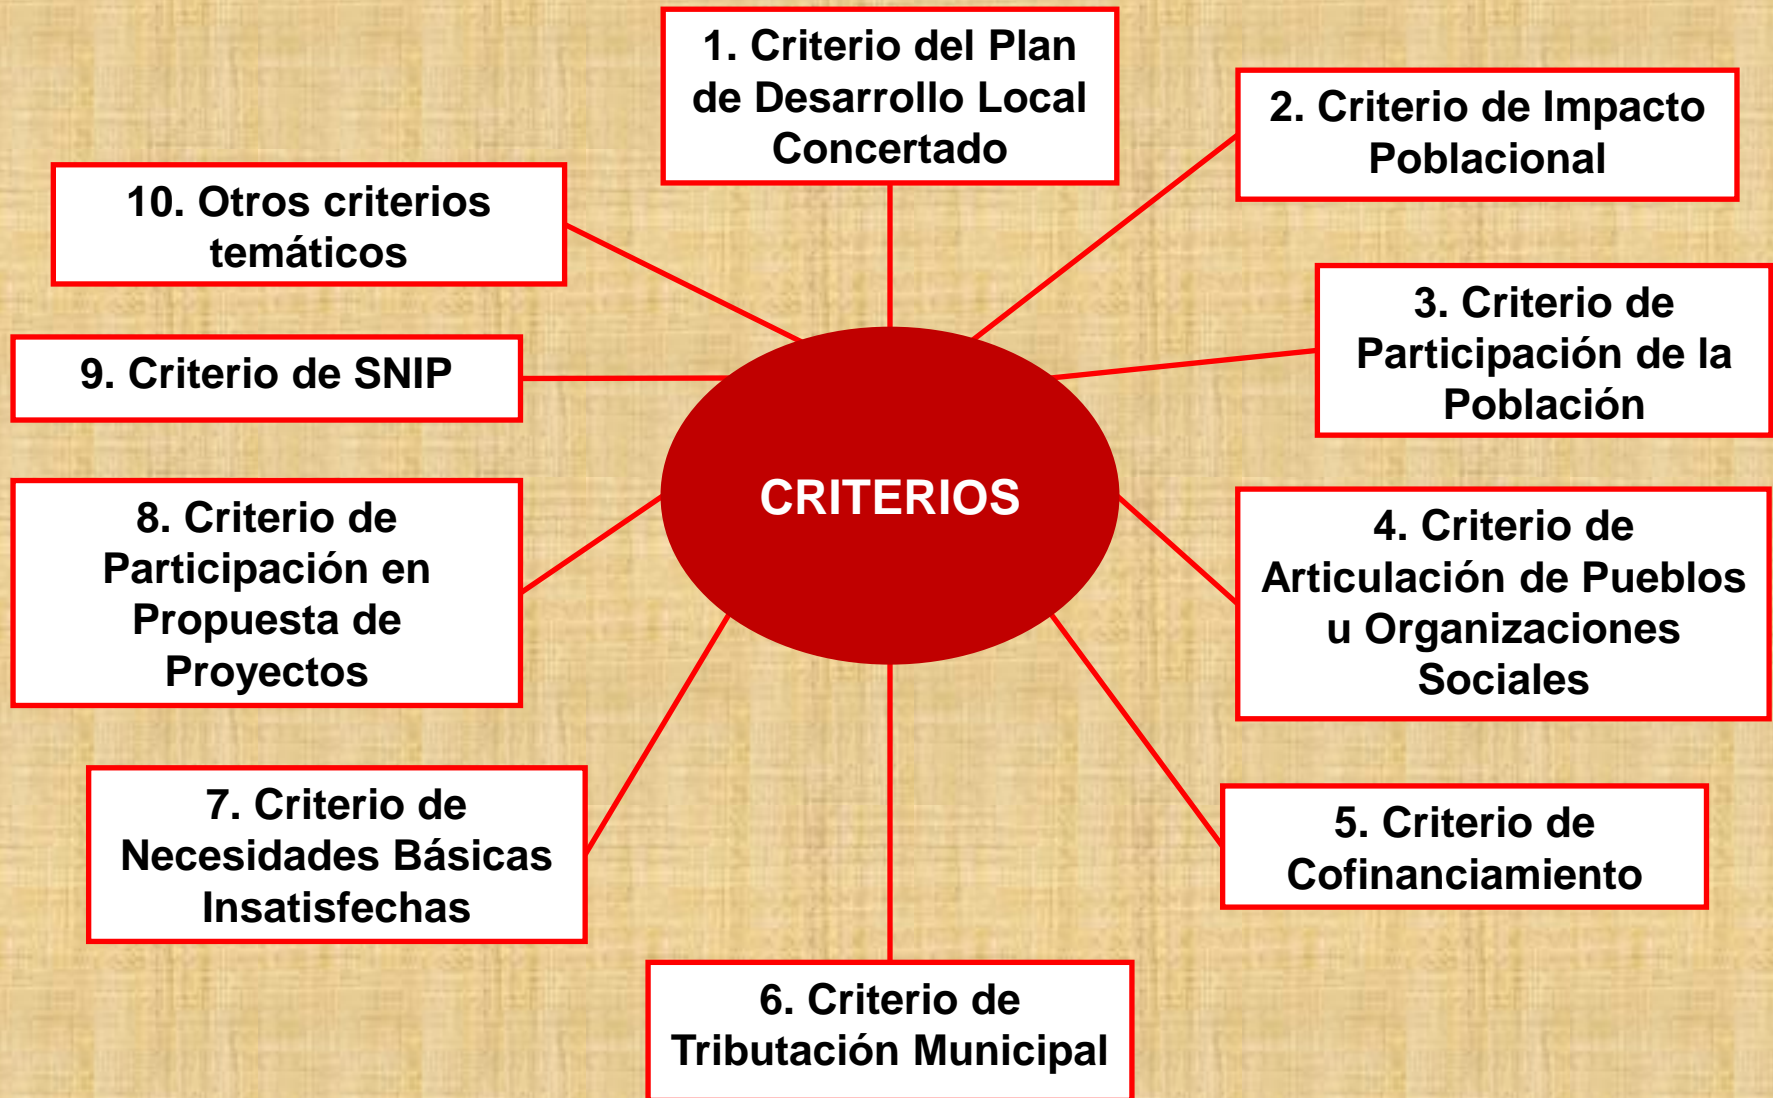 1. Criterio del Plan
de Desarrollo Local
Concertado
2. Criterio de Impacto
Poblacional
3. Criterio de
Participación de la
Población
4. Criterio de
Articulación de Pueblos
u Organizaciones
Sociales
5. Criterio de
Cofinanciamiento
6. Criterio de
Tributación Municipal
7. Criterio de
Necesidades Básicas
Insatisfechas
8. Criterio de
Participación en
Propuesta de
Proyectos
9. Criterio de SNIP
10. Otros criterios
temáticos
CRITERIOS